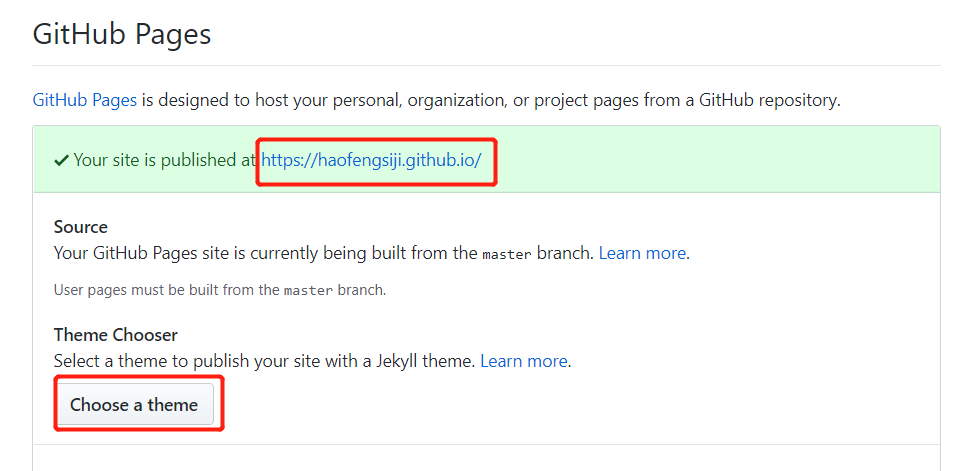 GitHub Pages
GitHub Pages is designed to host your personal, organization, or project pages from a GitHub repository.
✓ Your site is published at https://haofengsiji.github.io/
Source
Your GitHub Pages site is currently being built from the master branch. Learn more.
User pages must be built from the master branch.
Theme Chooser
Select a theme to publish your site with a Jekyll theme. Learn more.
Choose a theme